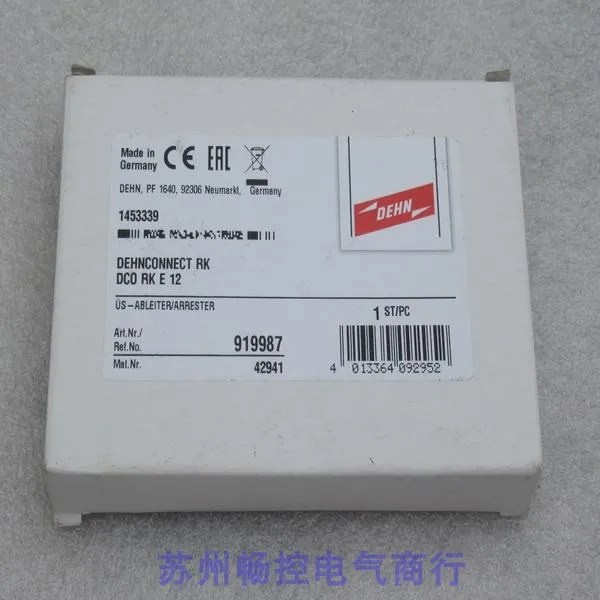 Made in
Germany
CE EAC
DEHN, PF 1640, 92306 Neumarkt, Germany
DEHN
1453339
DEHNCONNECT RK
DCO RK E 12
ÜS-ABLEITER/ARRESTER
1 ST/PC
Art.Nr./
Ref.No. 919987
Mat.Nr. 42941
4 013364 092952
苏州畅控电气商行